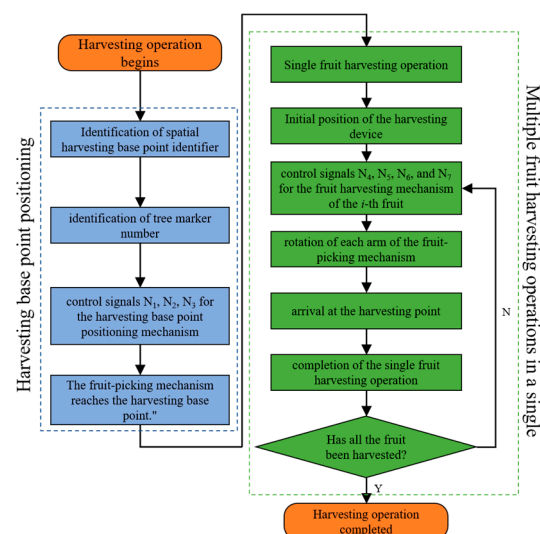 Harvesting operation
begins
Harvesting base point positioning
Identification of spatial
harvesting base point identifier
identification of tree marker
number
control signals N₁, N₂, N₃ for
the harvesting base point
positioning mechanism
The fruit-picking mechanism
reaches the harvesting base
point."
Single fruit harvesting operation
Initial position of the harvesting
device
control signals N₄, N₅, N₆, and N₇
for the fruit harvesting mechanism
of the i-th fruit
rotation of each arm of the fruit-
picking mechanism
arrival at the harvesting point
completion of the single fruit
harvesting operation
Has all the fruit
been harvested?
N
Y
Harvesting operation
completed
Multiple fruit harvesting operations in a single